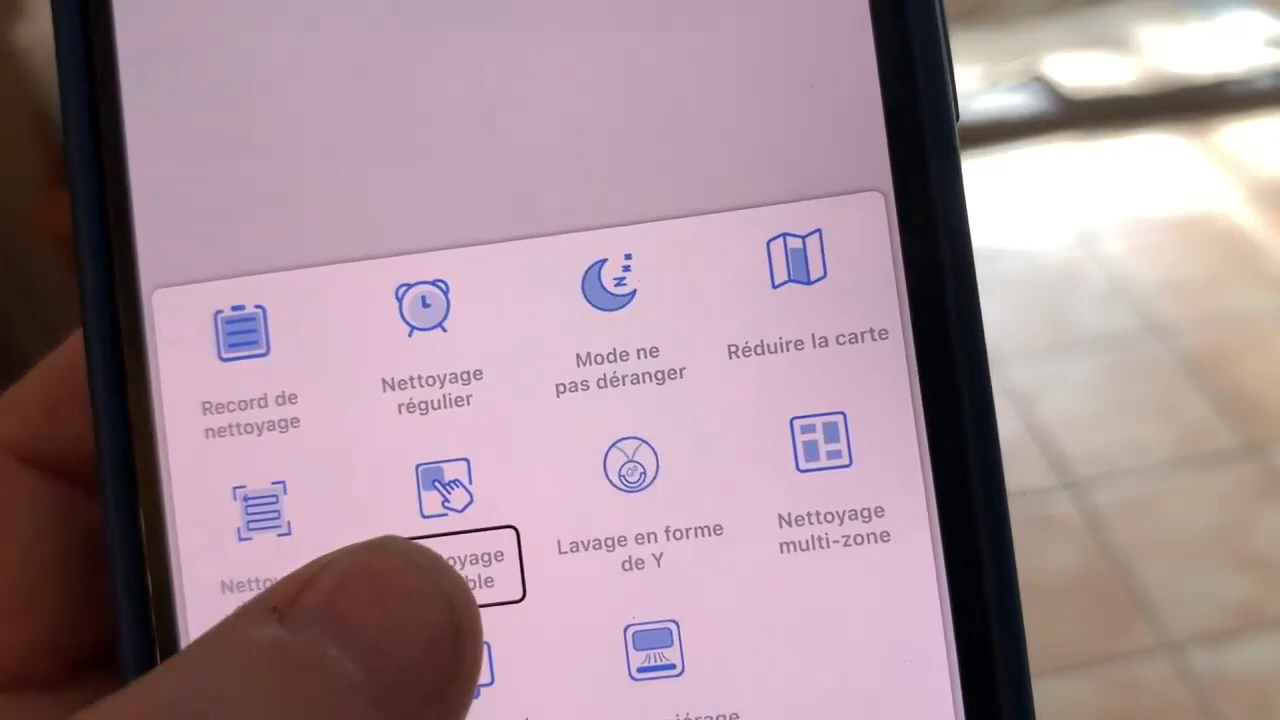 Record de
nettoyage
Nettoyage
régulier
Mode ne
pas déranger
Réduire la carte
Lavage en forme
de Y
Nettoyage
multi-zone